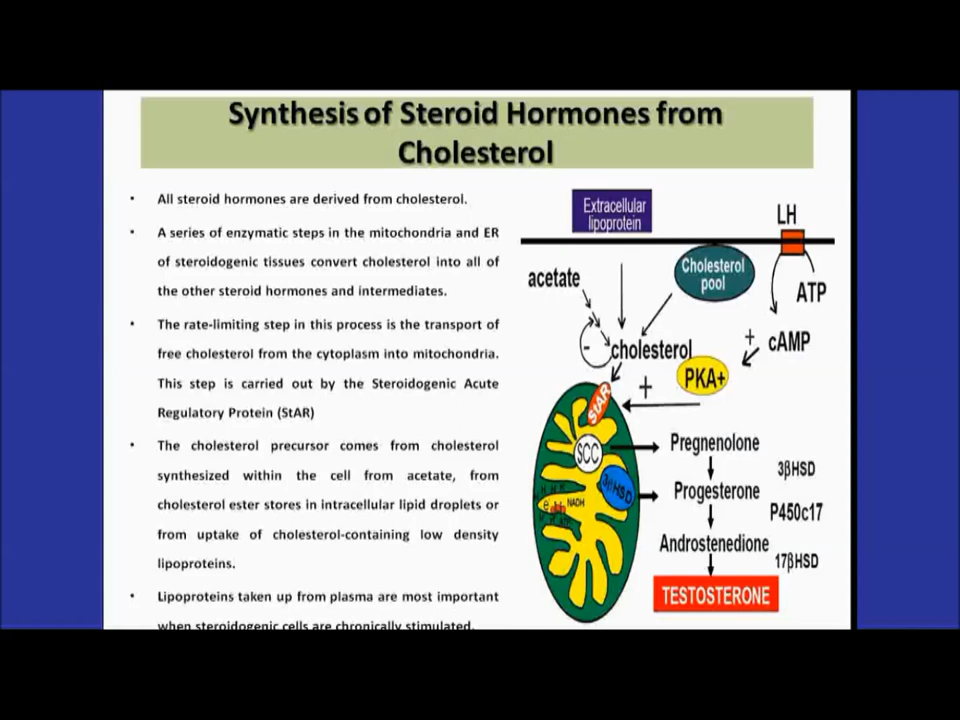 Synthesis of Steroid Hormones from
Cholesterol
• All steroid hormones are derived from cholesterol.
• A series of enzymatic steps in the mitochondria and ER
of steroidogenic tissues convert cholesterol into all of
the other steroid hormones and intermediates.
• The rate-limiting step in this process is the transport of
free cholesterol from the cytoplasm into mitochondria.
This step is carried out by the Steroidogenic Acute
Regulatory Protein (StAR)
• The cholesterol precursor comes from cholesterol
synthesized within the cell from acetate, from
cholesterol ester stores in intracellular lipid droplets or
from uptake of cholesterol-containing low density
lipoproteins.
• Lipoproteins taken up from plasma are most important
when steroidogenic cells are chronically stimulated.
Extracellular
lipoprotein
LH
acetate
Cholesterol
pool
ATP
-
cholesterol
+
cAMP
PKA+
+
StAR
SCC
Pregnenolone
3βHSD
3βHSD
NADH
Progesterone
P450c17
Androstenedione
17βHSD
TESTOSTERONE